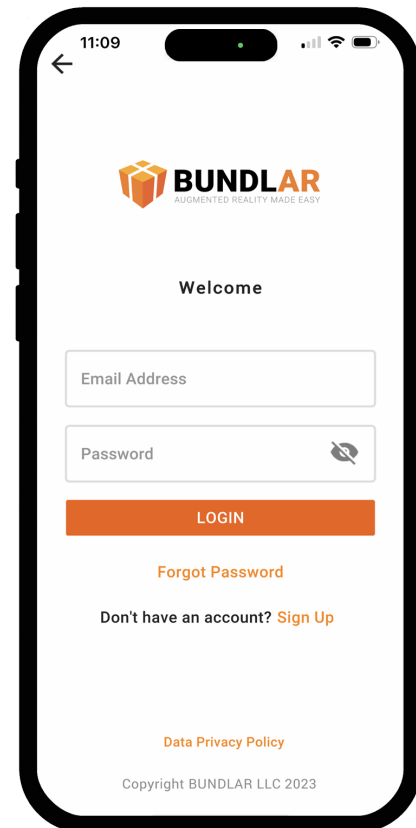 11:09
BUNDLAR
AUGMENTED REALITY MADE EASY
Welcome
Email Address
Password
LOGIN
Forgot Password
Don't have an account? Sign Up
Data Privacy Policy
Copyright BUNDLAR LLC 2023